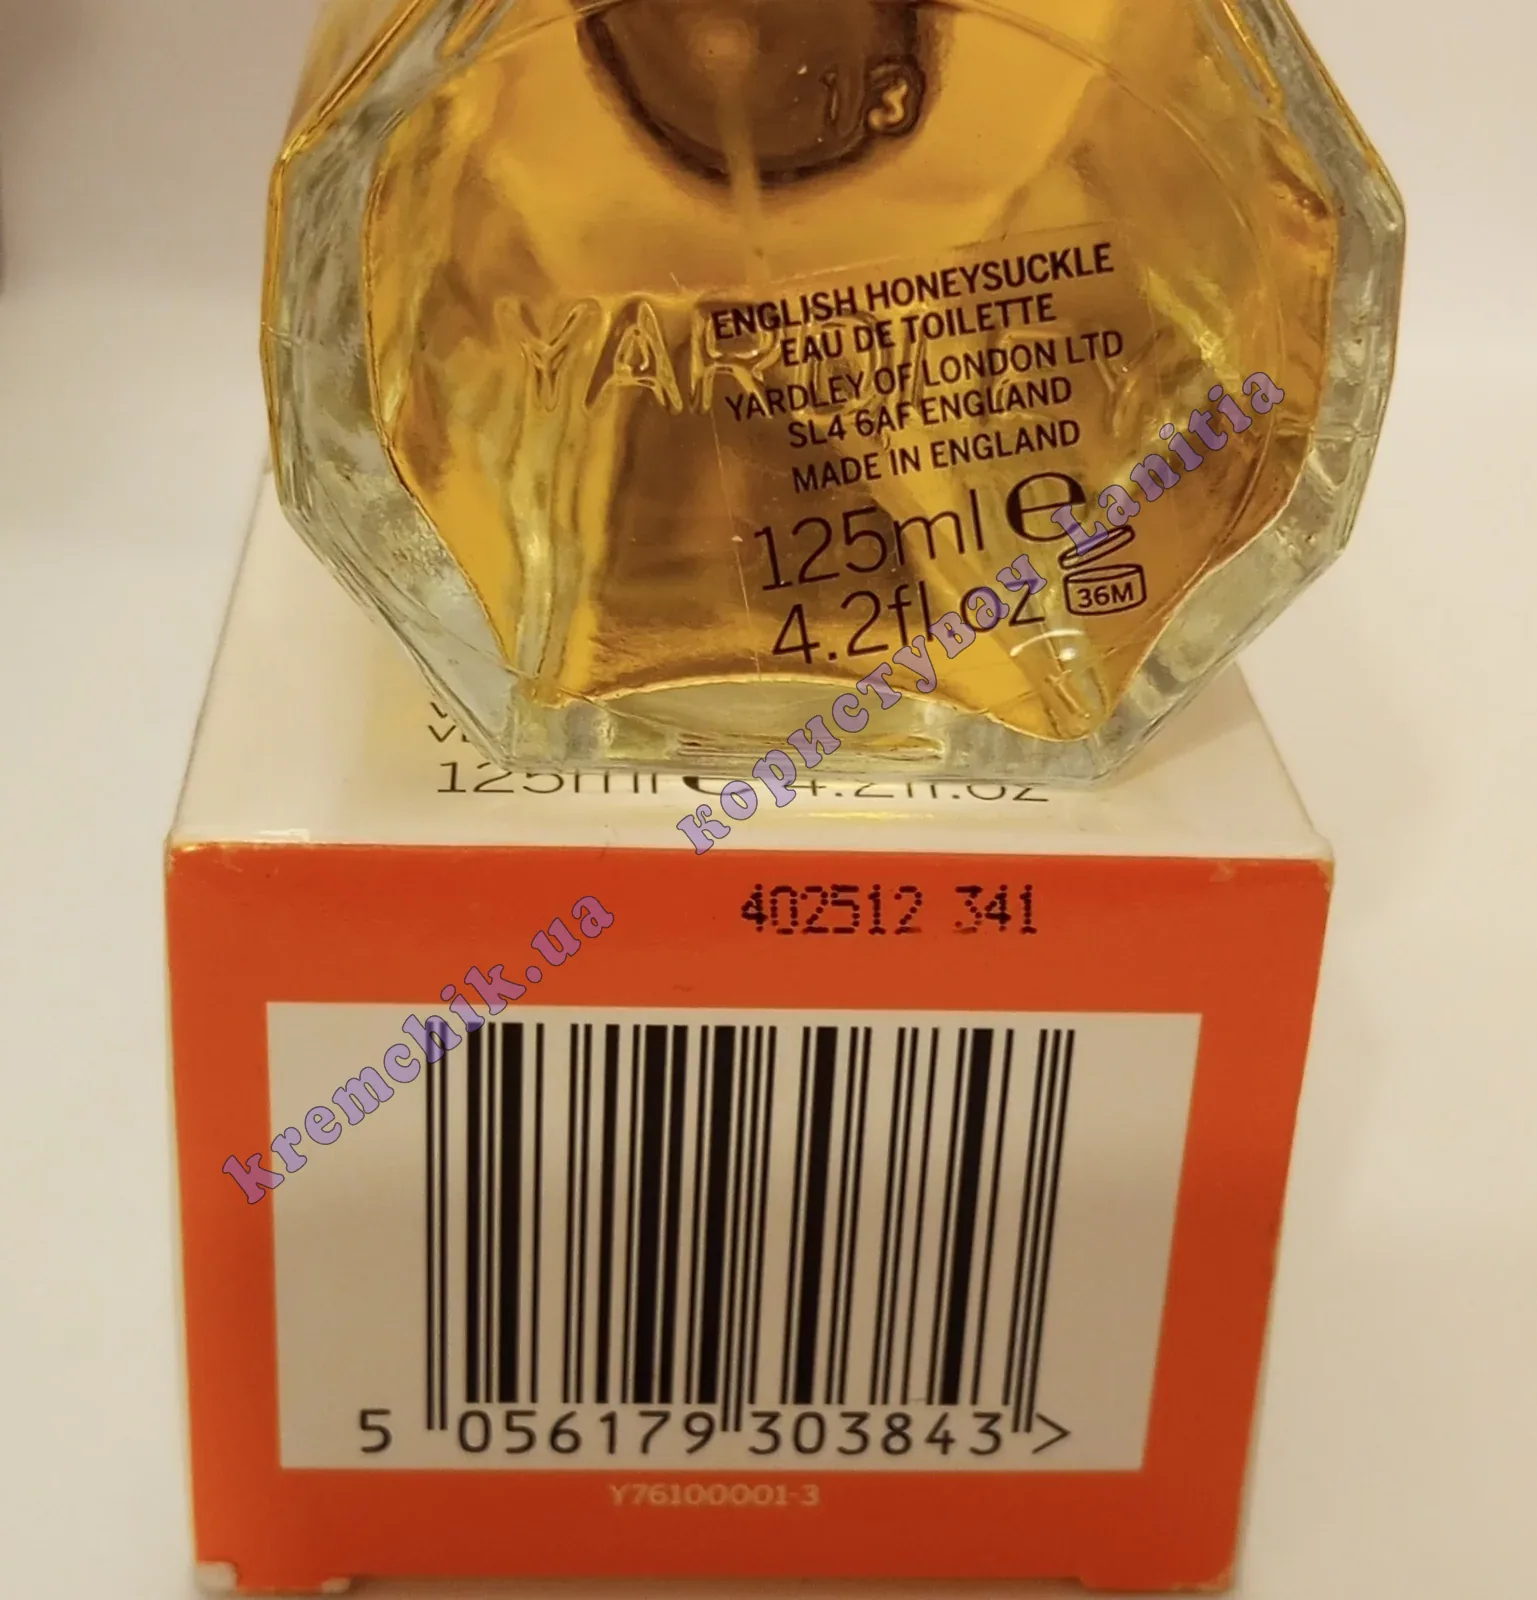 13
YARDLEY
ENGLISH HONEYSUCKLE
EAU DE TOILETTE
YARDLEY OF LONDON LTD
SL4 6AF ENGLAND
MADE IN ENGLAND
125ml e
4.2fl.oz
36M
125ml e 4.2fl.oz
402512 341
5 056179 303843 >
Y76100001-3
kremchik.ua
користувач Lanitia